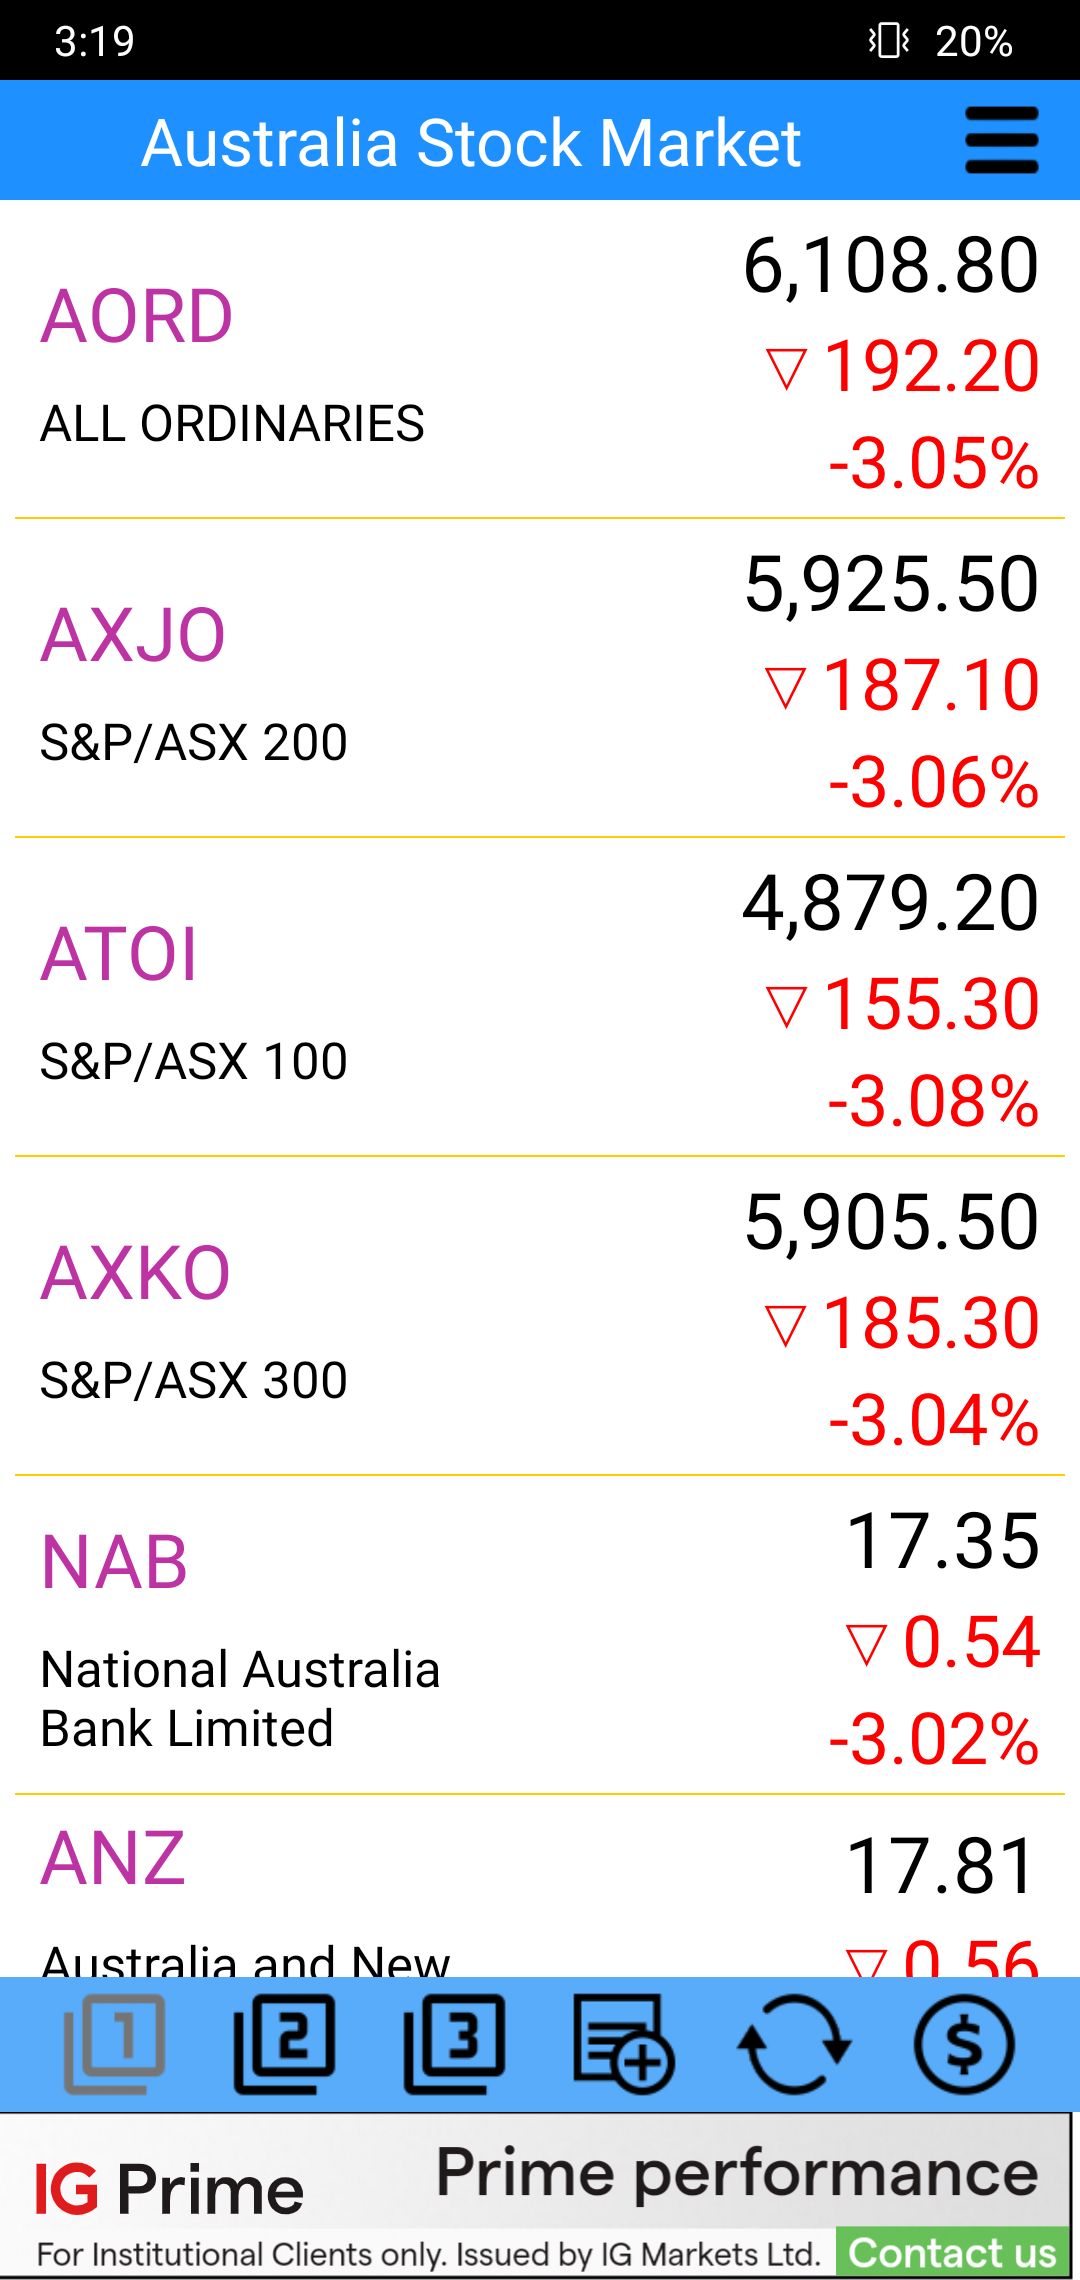 3:19
20%
Australia Stock Market
AORD
ALL ORDINARIES
6,108.80
▽ 192.20
-3.05%
AXJO
S&P/ASX 200
5,925.50
▽ 187.10
-3.06%
ATOI
S&P/ASX 100
4,879.20
▽ 155.30
-3.08%
AXKO
S&P/ASX 300
5,905.50
▽ 185.30
-3.04%
NAB
National Australia
Bank Limited
17.35
▽ 0.54
-3.02%
ANZ
Australia and New
17.81
▽ 0.56
1
2
3
$
IG Prime
Prime performance
For Institutional Clients only. Issued by IG Markets Ltd.
Contact us